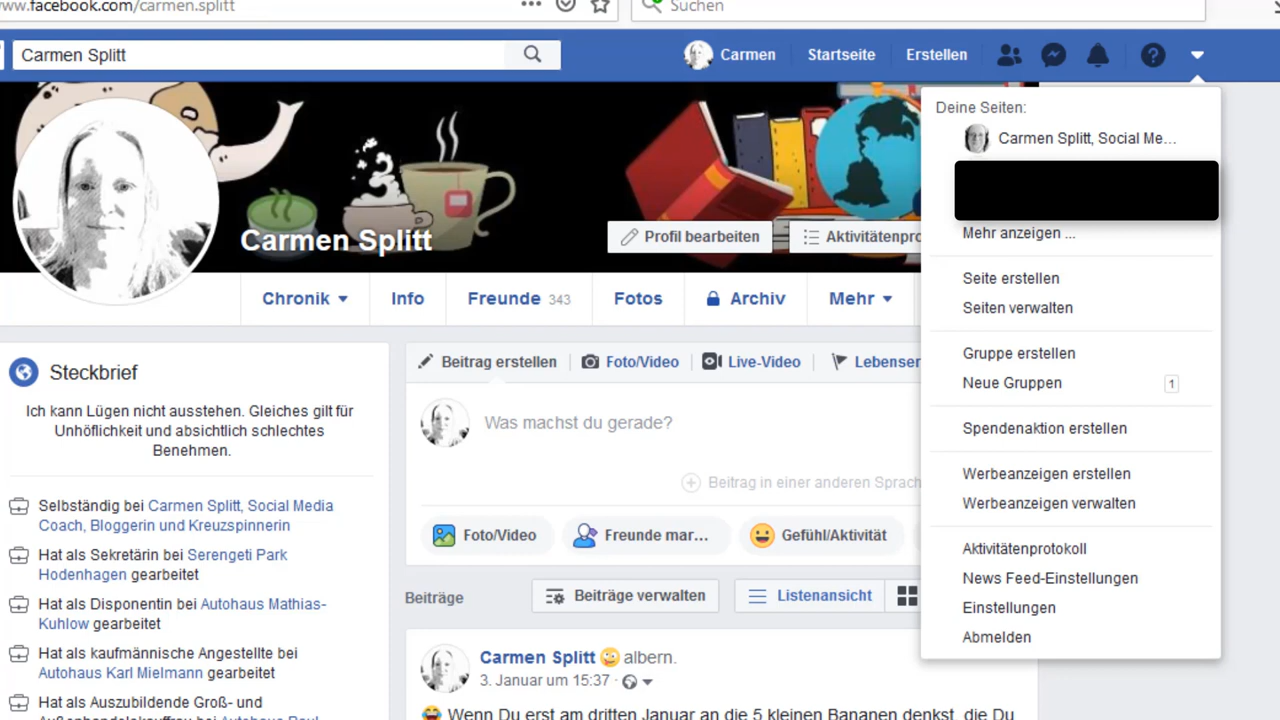 www.facebook.com/carmen.splitt
Suchen
Carmen Splitt
Carmen
Startseite
Erstellen
Carmen Splitt
Profil bearbeiten
Aktivitätenpro
Chronik
Info
Freunde 343
Fotos
Archiv
Mehr
Steckbrief
Ich kann Lügen nicht ausstehen. Gleiches gilt für
Unhöflichkeit und absichtlich schlechtes
Benehmen.
Selbständig bei Carmen Splitt, Social Media
Coach, Bloggerin und Kreuzspinnerin
Hat als Sekretärin bei Serengeti Park
Hodenhagen gearbeitet
Hat als Disponentin bei Autohaus Mathias-
Kuhlow gearbeitet
Hat als kaufmännische Angestellte bei
Autohaus Karl Mielmann gearbeitet
Hat als Auszubildende Groß- und
Beitrag erstellen
Foto/Video
Live-Video
Lebenser
Was machst du gerade?
Beitrag in einer anderen Sprach
Foto/Video
Freunde mar...
Gefühl/Aktivität
Beiträge
Beiträge verwalten
Listenansicht
Carmen Splitt albern.
3. Januar um 15:37
Wenn Du erst am dritten Januar an die 5 kleinen Bananen denkst, die Du
Deine Seiten:
Carmen Splitt, Social Me...
Mehr anzeigen ...
Seite erstellen
Seiten verwalten
Gruppe erstellen
Neue Gruppen 1
Spendenaktion erstellen
Werbeanzeigen erstellen
Werbeanzeigen verwalten
Aktivitätenprotokoll
News Feed-Einstellungen
Einstellungen
Abmelden